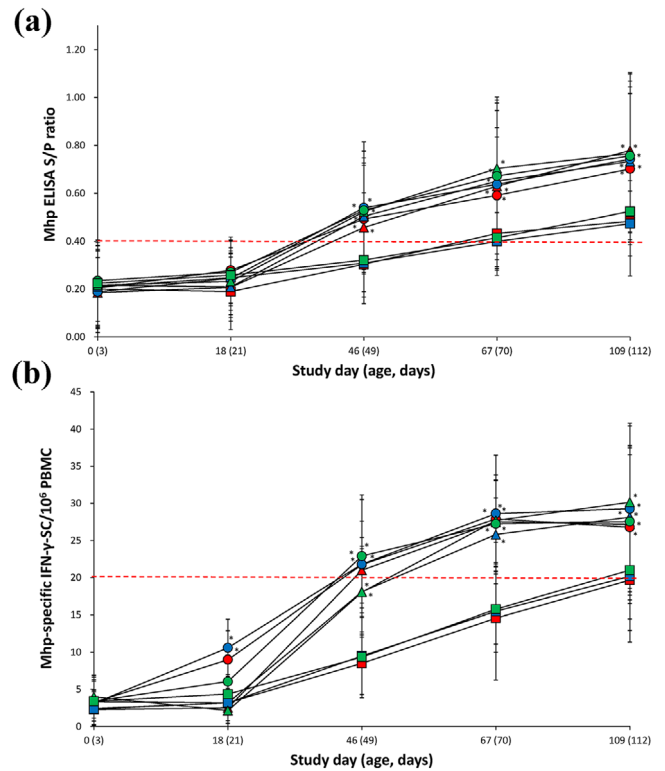 (a)
Mhp ELISA S/P ratio
1.20
1.00
0.80
0.60
0.40
0.20
0.00
0 (3) 18 (21) 46 (49) 67 (70) 109 (112)
Study day (age, days)
(b)
Mhp-specific IFN-γ-SC/10⁶ PBMC
45
40
35
30
25
20
15
10
5
0
0 (3) 18 (21) 46 (49) 67 (70) 109 (112)
Study day (age, days)